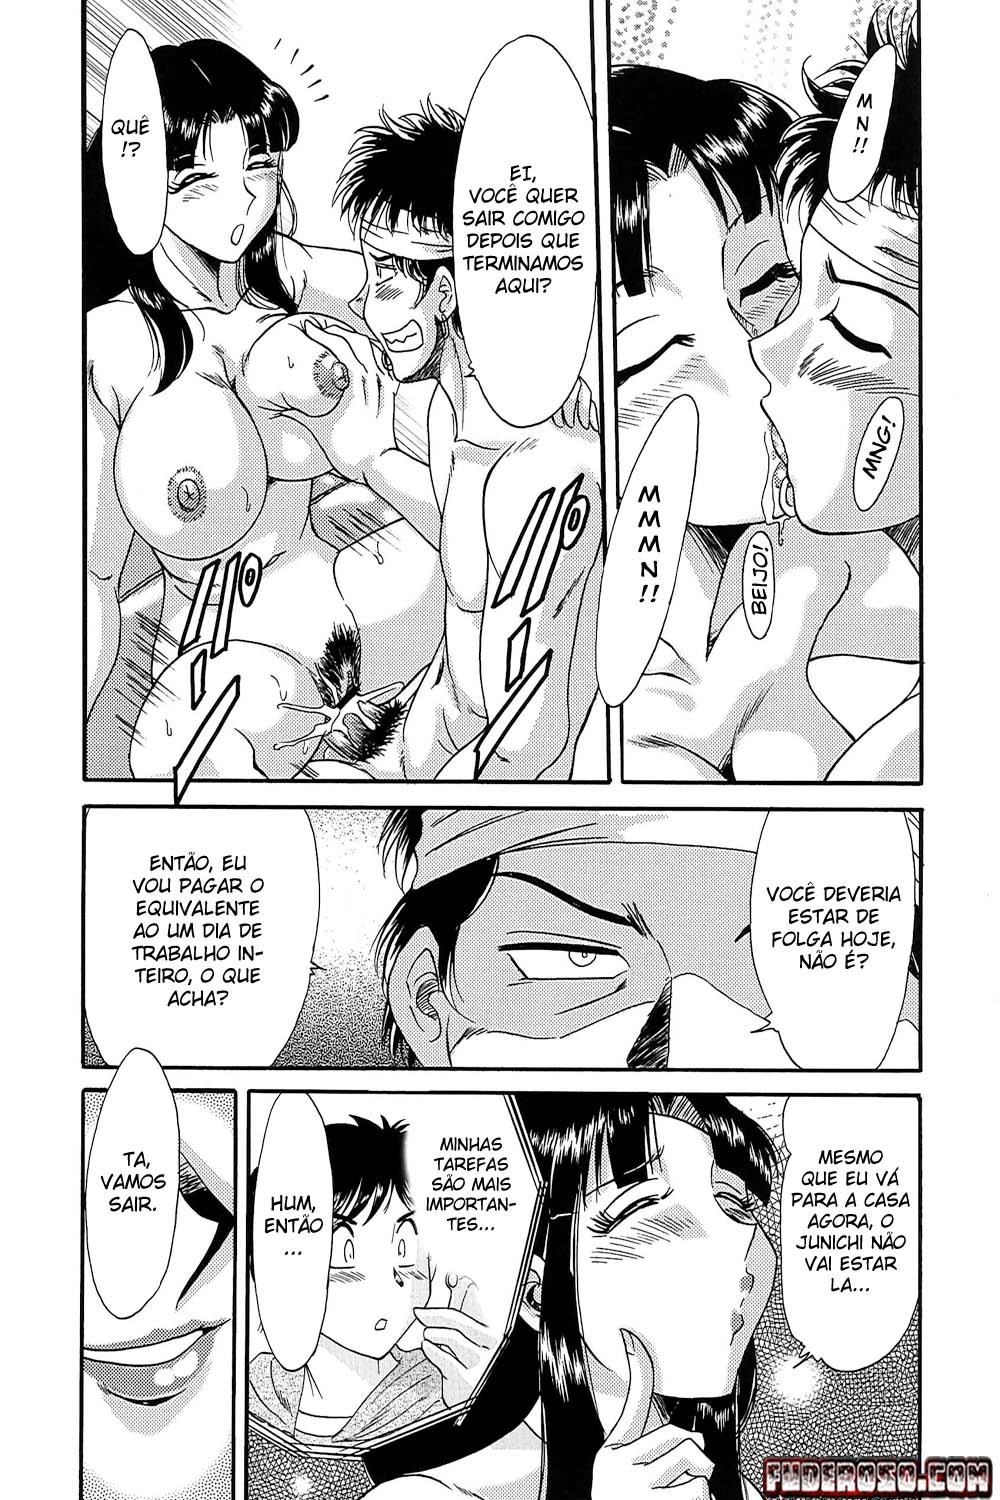 MN!!
MNG!
MMMN!!
BEIJO!
EI,
VOCÊ QUER
SAIR COMIGO
DEPOIS QUE
TERMINAMOS
AQUI?
QUÊ
!?
VOCÊ DEVERIA
ESTAR DE
FOLGA HOJE,
NÃO É?
ENTÃO, EU
VOU PAGAR O
EQUIVALENTE
AO UM DIA DE
TRABALHO IN-
TEIRO, O QUE
ACHA?
MESMO
QUE EU VÁ
PARA A CASA
AGORA, O
JUNICHI NÃO
VAI ESTAR
LA...
MINHAS
TAREFAS
SÃO MAIS
IMPORTAN-
TES...
HUM,
ENTÃO
...
TA,
VAMOS
SAIR.
FUDEROSO.COM